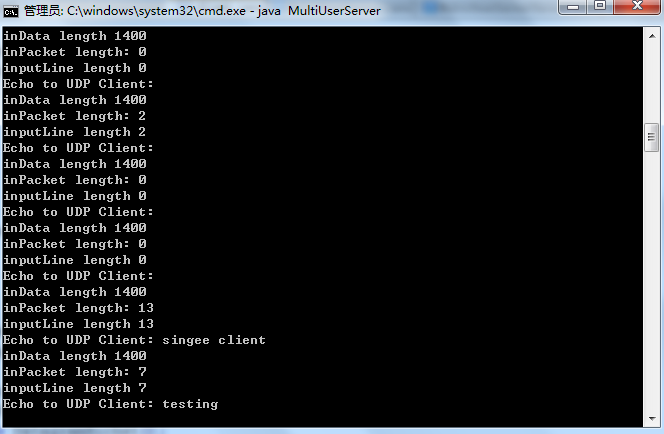 管理员: C:\windows\system32\cmd.exe - java  MultiUserServer
inData length 1400
inPacket length: 0
inputLine length 0
Echo to UDP Client:
inData length 1400
inPacket length: 2
inputLine length 2
Echo to UDP Client:
inData length 1400
inPacket length: 0
inputLine length 0
Echo to UDP Client:
inData length 1400
inPacket length: 0
inputLine length 0
Echo to UDP Client:
inData length 1400
inPacket length: 13
inputLine length 13
Echo to UDP Client: singee client
inData length 1400
inPacket length: 7
inputLine length 7
Echo to UDP Client: testing